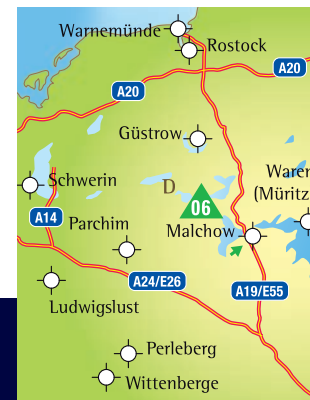 Warnemünde
Rostock
A20
A20
Güstrow
Waren
(Müritz
Schwerin
D
06
A14
Parchim
Malchow
A24/E26
A19/E55
Ludwigslust
Perleberg
Wittenberge